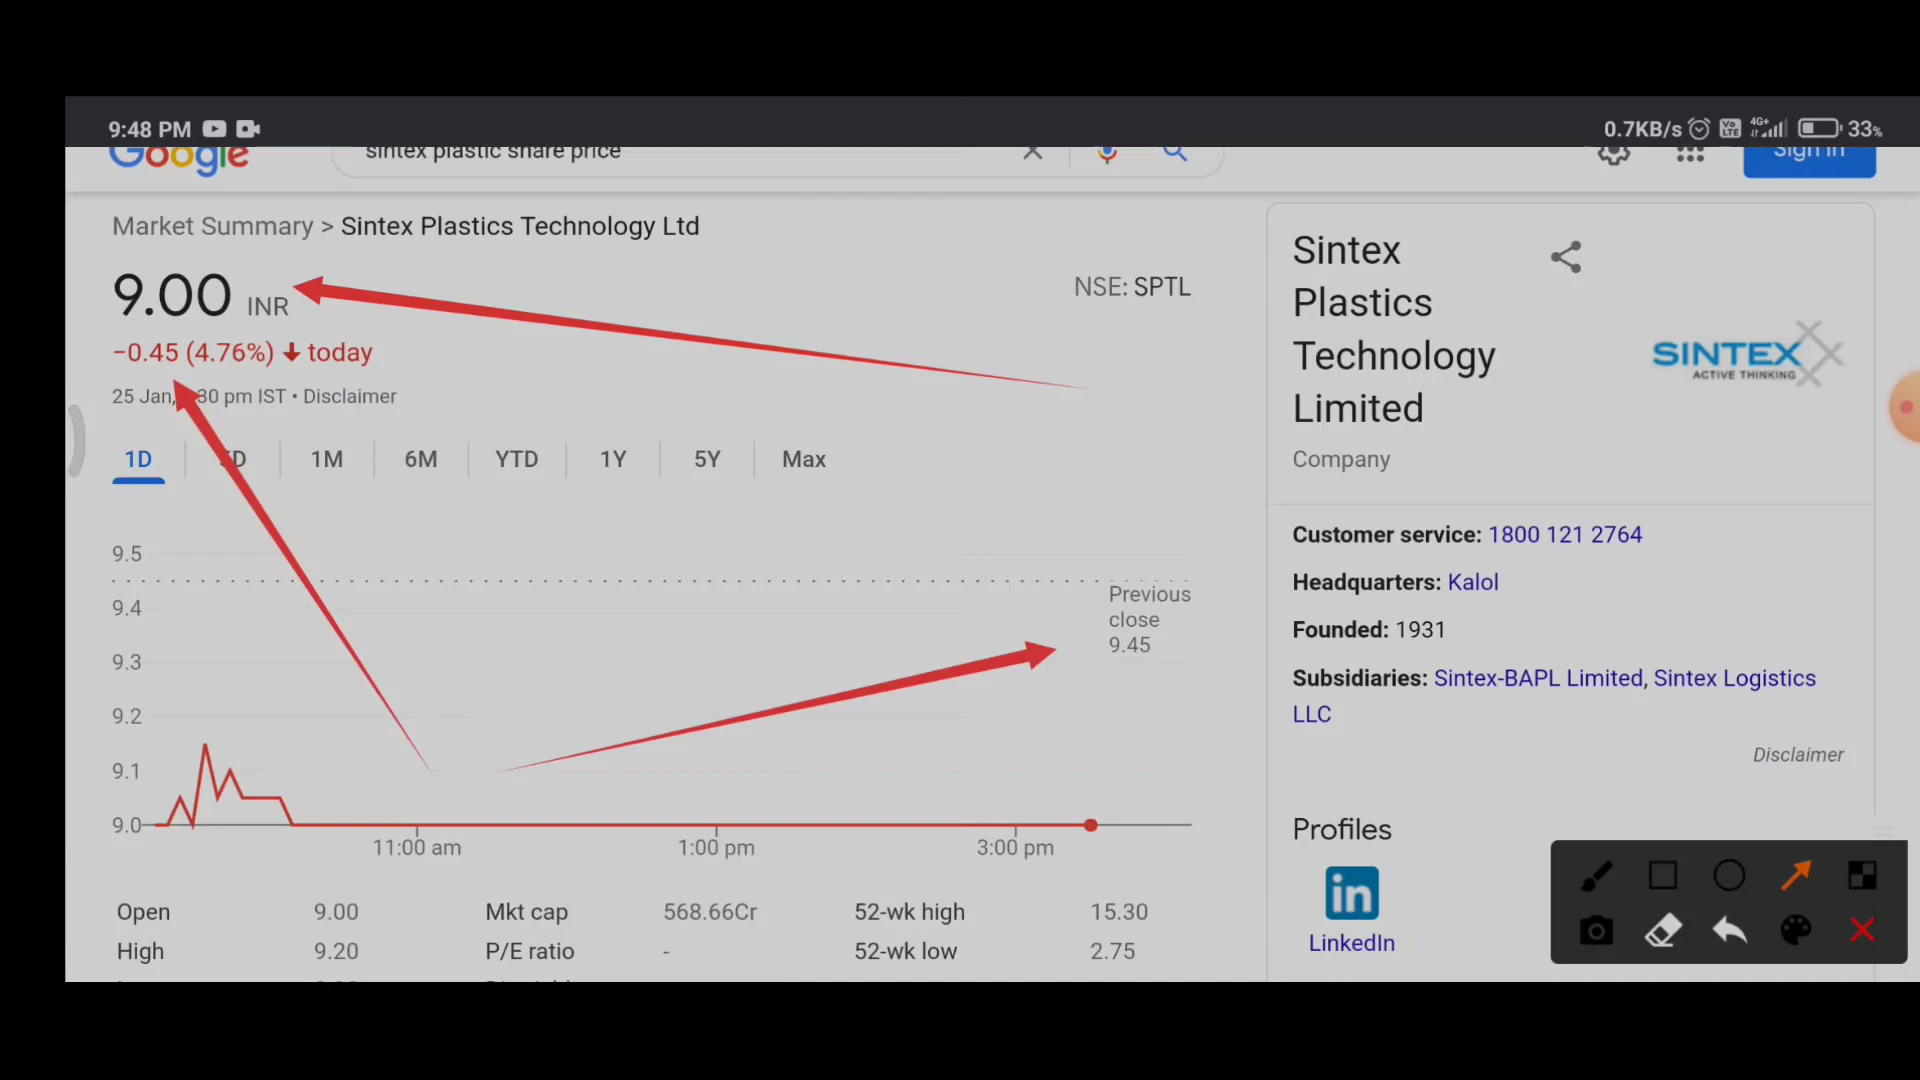 9:48 PM
0.7KB/s
Vo LTE
4G+
33%
Google
sintex plastic share price
Sign in
Market Summary > Sintex Plastics Technology Ltd
9.00 INR
NSE: SPTL
−0.45 (4.76%) today
25 Jan, 30 pm IST • Disclaimer
1D
5D
1M
6M
YTD
1Y
5Y
Max
9.5
9.4
9.3
9.2
9.1
9.0
Previous
close
9.45
11:00 am
1:00 pm
3:00 pm
Open 9.00
Mkt cap 568.66Cr
52-wk high 15.30
High 9.20
P/E ratio -
52-wk low 2.75
Sintex
Plastics
Technology
Limited
Company
SINTEX
ACTIVE THINKING
Customer service: 1800 121 2764
Headquarters: Kalol
Founded: 1931
Subsidiaries: Sintex-BAPL Limited, Sintex Logistics
LLC
Disclaimer
Profiles
in
LinkedIn